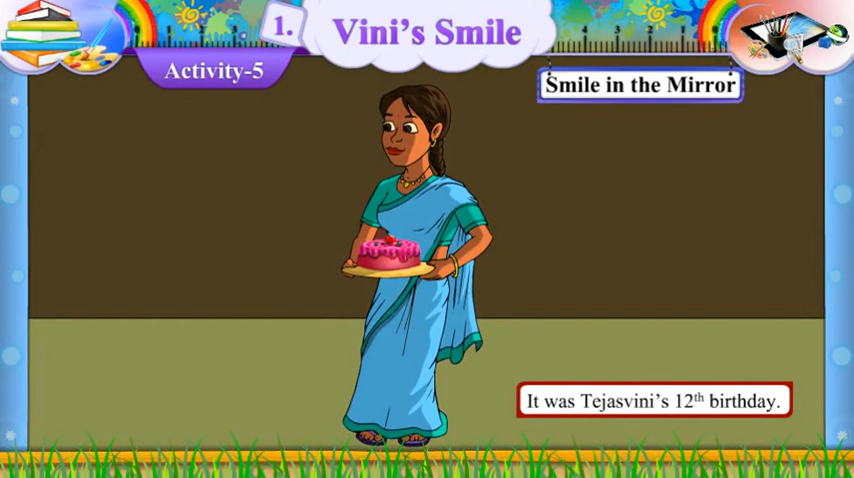 1.
Vini's Smile
Activity-5
Smile in the Mirror
It was Tejasvini's 12th birthday.